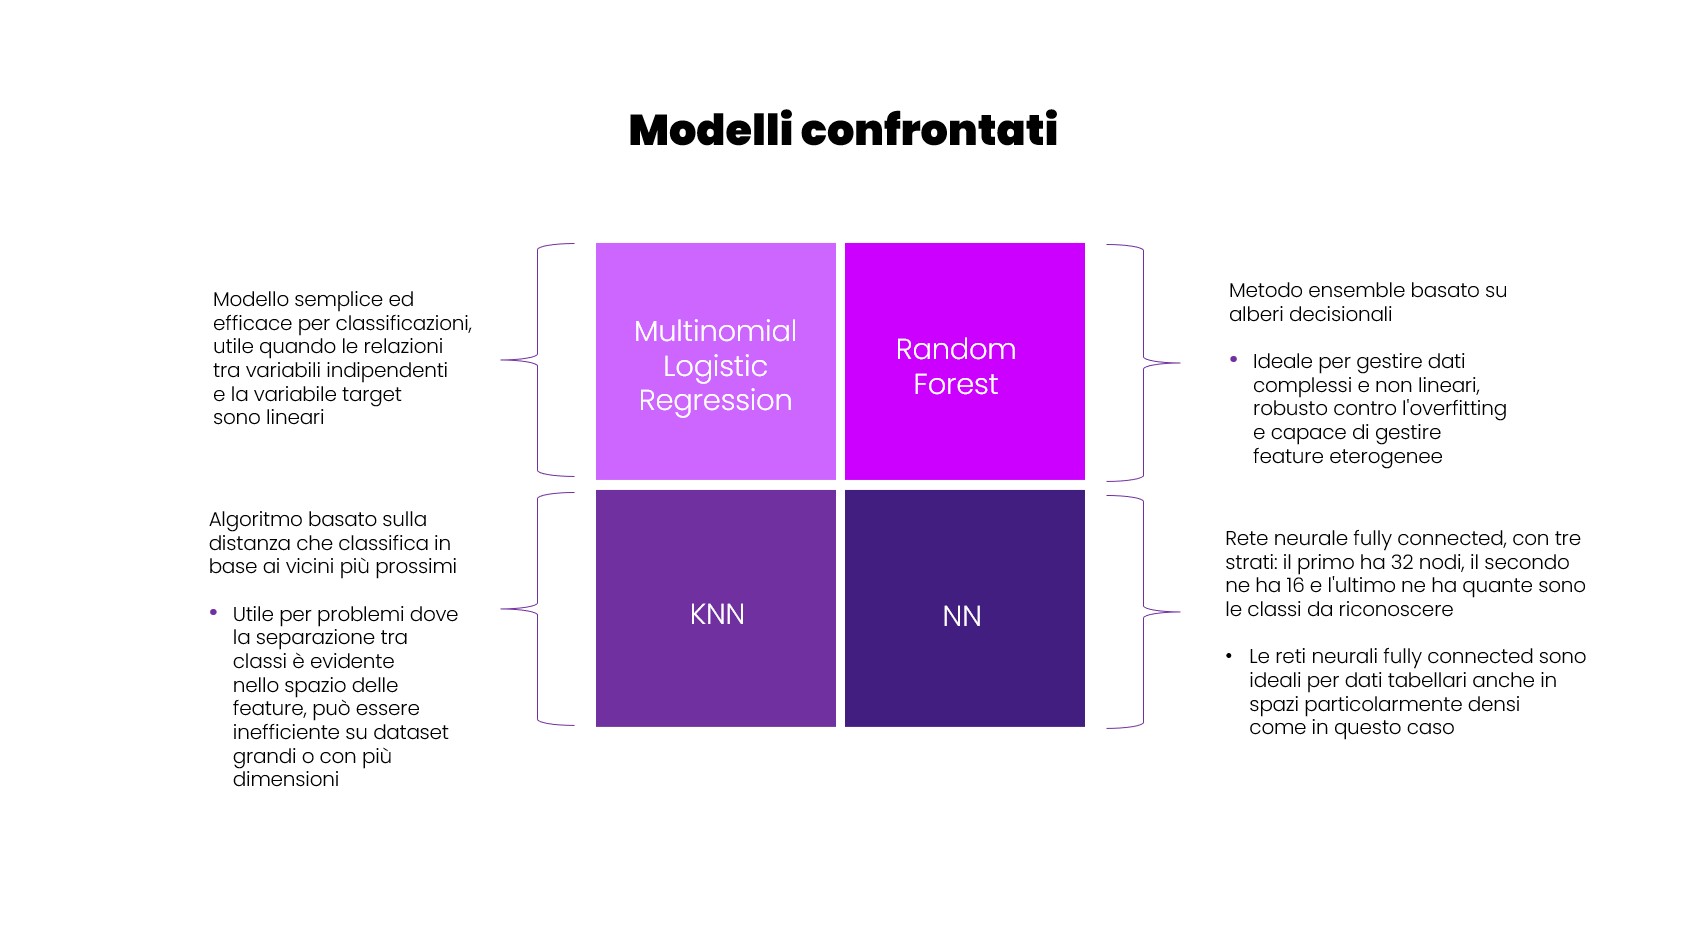 Modelli confrontati
Modello semplice ed
efficace per classificazioni,
utile quando le relazioni
tra variabili indipendenti
e la variabile target
sono lineari
Multinomial
Logistic
Regression
Random
Forest
Metodo ensemble basato su
alberi decisionali
• Ideale per gestire dati
complessi e non lineari,
robusto contro l'overfitting
e capace di gestire
feature eterogenee
Algoritmo basato sulla
distanza che classifica in
base ai vicini più prossimi
• Utile per problemi dove
la separazione tra
classi è evidente
nello spazio delle
feature, può essere
inefficiente su dataset
grandi o con più
dimensioni
KNN
NN
Rete neurale fully connected, con tre
strati: il primo ha 32 nodi, il secondo
ne ha 16 e l'ultimo ne ha quante sono
le classi da riconoscere
• Le reti neurali fully connected sono
ideali per dati tabellari anche in
spazi particolarmente densi
come in questo caso